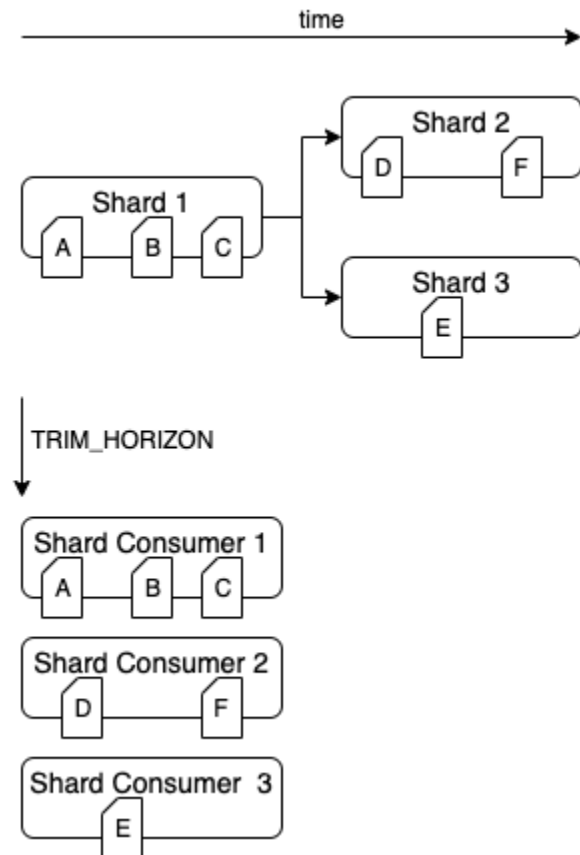 time
Shard 2
D F
Shard 1
A B C
Shard 3
E
TRIM_HORIZON
Shard Consumer 1
A B C
Shard Consumer 2
D F
Shard Consumer 3
E